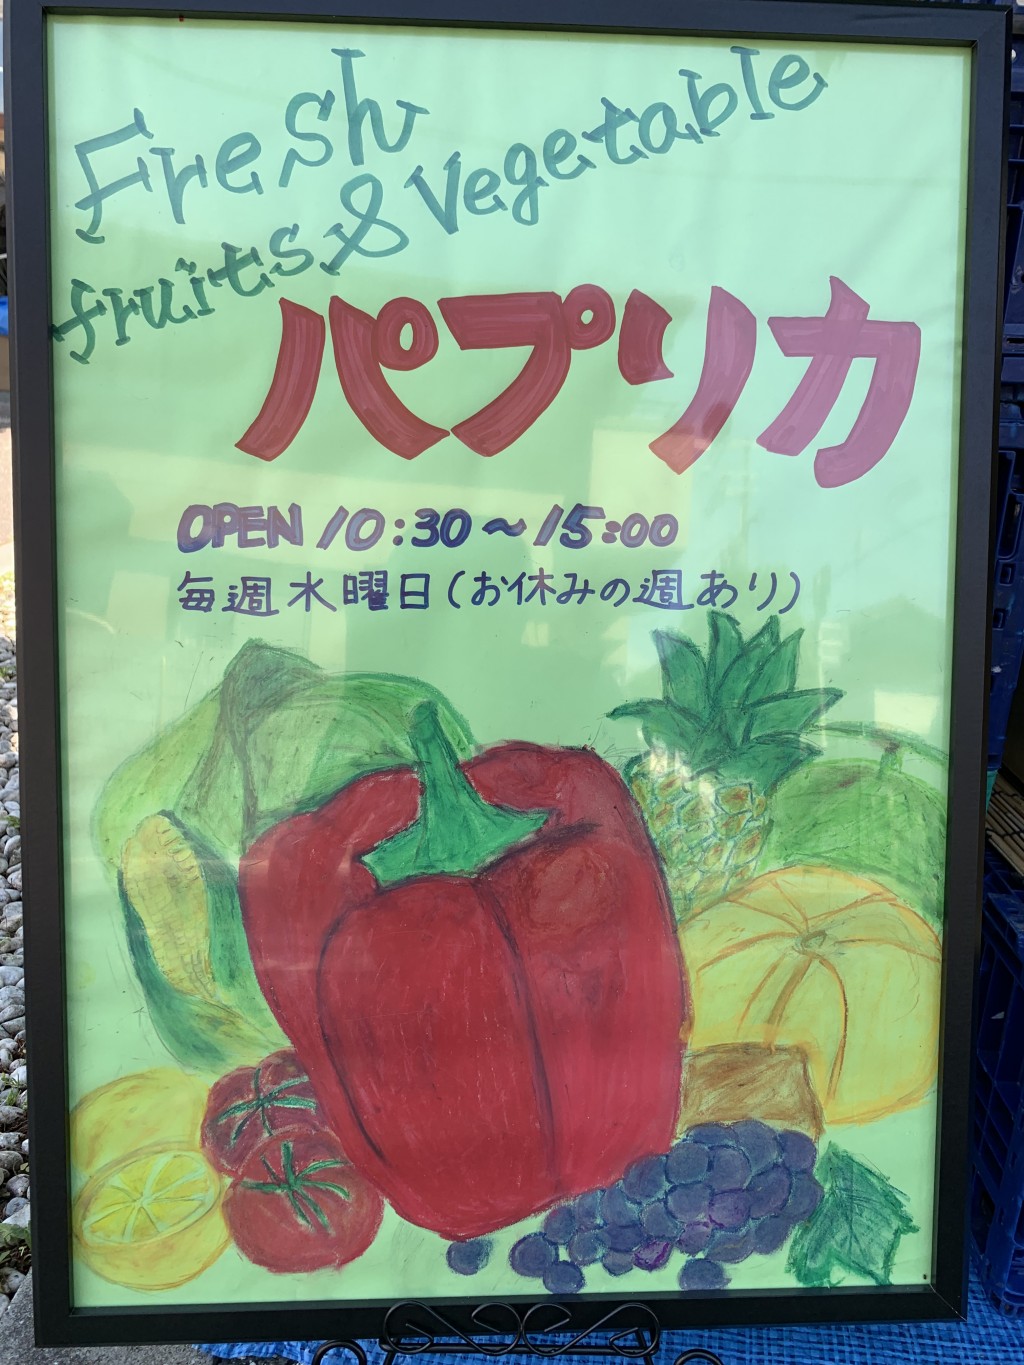 Fresh
fruits & Vegetable
パプリカ
OPEN 10:30～15:00
毎週水曜日(お休みの週あり)